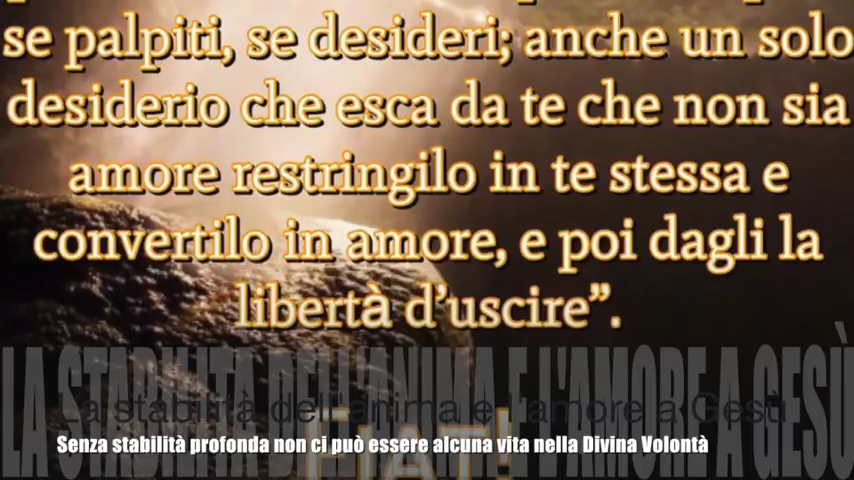 se palpiti, se desideri; anche un solo
desiderio che esca da te che non sia
amore restringilo in te stessa e
convertilo in amore, e poi dagli la
libertà d’uscire”.
LA STABILITÀ DELL'ANIMA E L'AMORE A GESÙ
La stabilità dell'anima e l'amore a Gesù
FIAT!
Senza stabilità profonda non ci può essere alcuna vita nella Divina Volontà